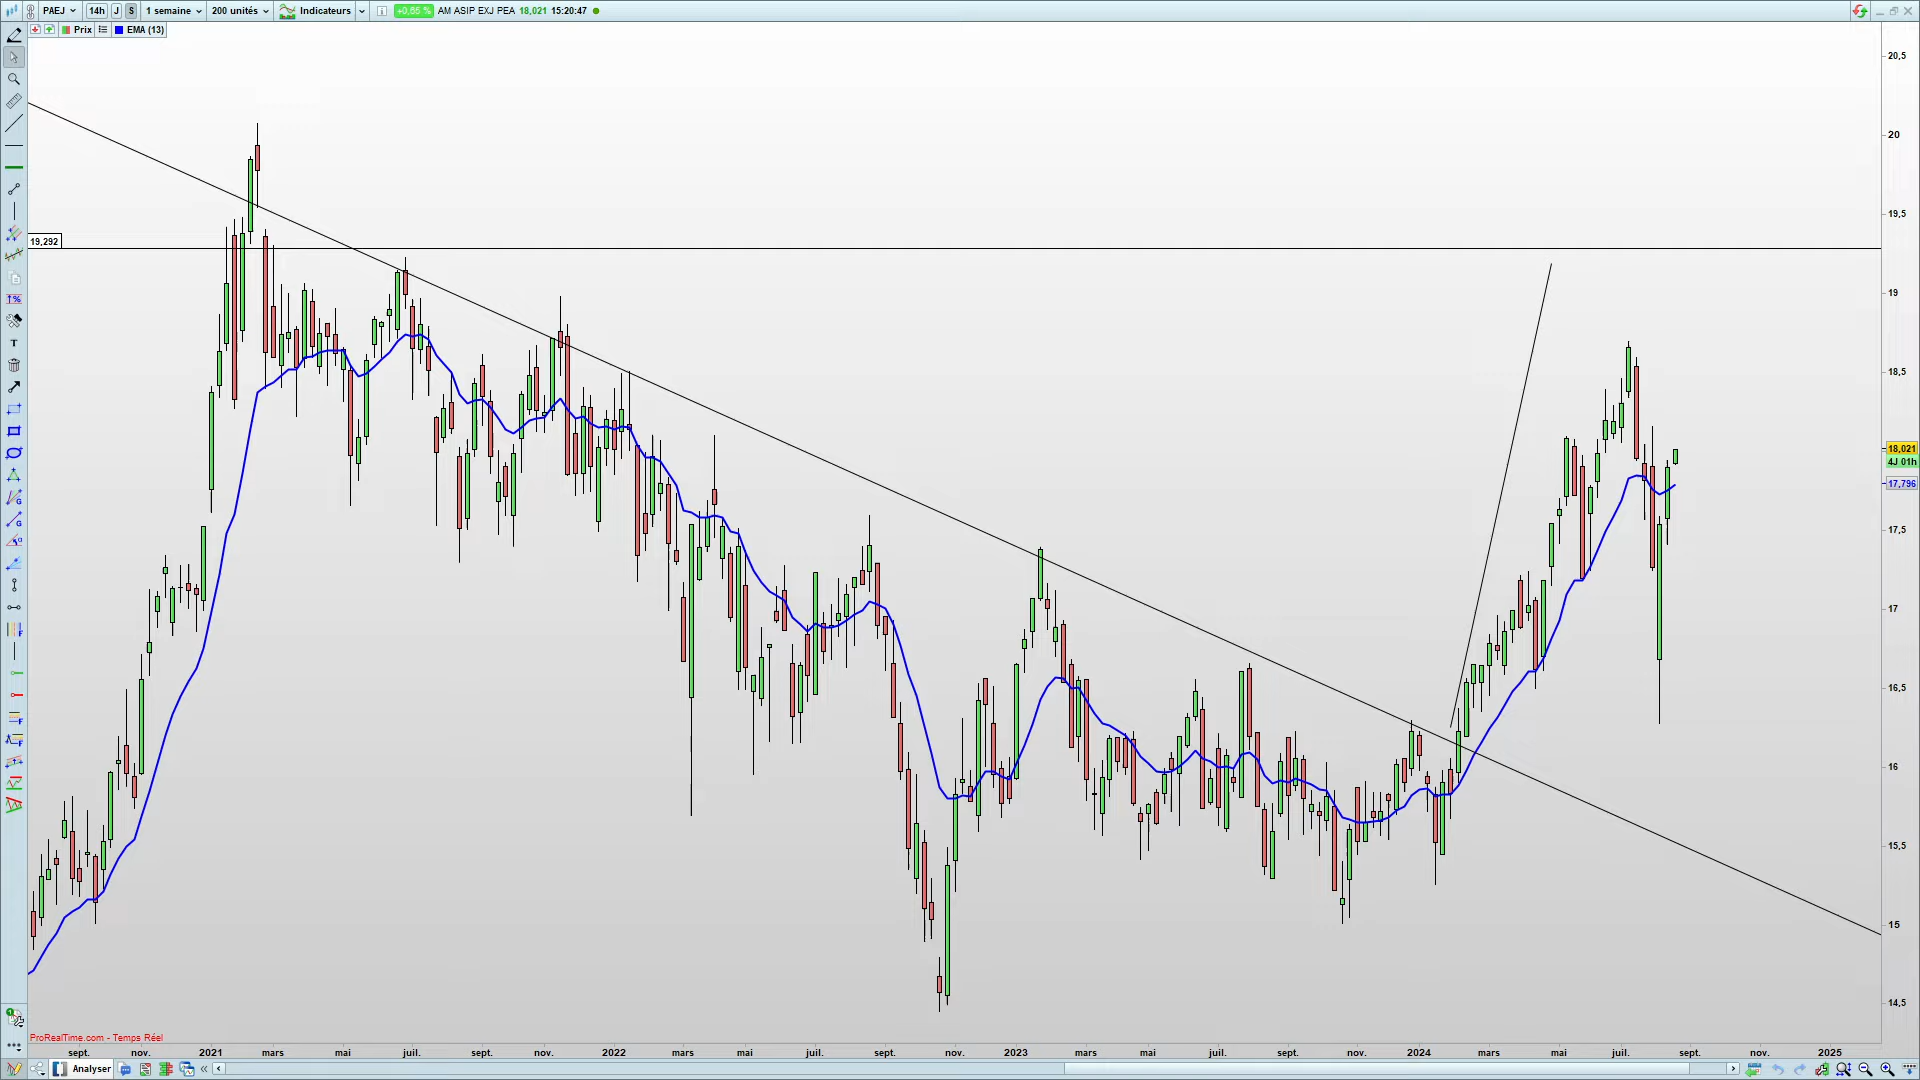 PAEJ 14h J S 1 semaine 200 unités Indicateurs +0,65 % AM ASIP EXJ PEA 18,021 15:20:47
Prix EMA (13)
20,5
20
19,5
19,292
19
18,5
18,021
4J 01h
17,796
17,5
17
16,5
16
15,5
15
14,5
ProRealTime.com - Temps Réel
sept. nov. 2021 mars mai juil. sept. nov. 2022 mars mai juil. sept. nov. 2023 mars mai juil. sept. nov. 2024 mars mai juil. sept. nov. 2025
Analyser